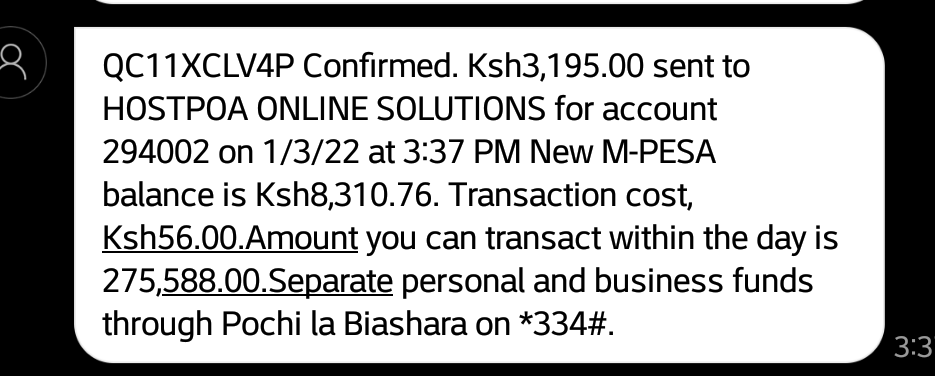 QC11XCLV4P Confirmed. Ksh3,195.00 sent to
HOSTPOA ONLINE SOLUTIONS for account
294002 on 1/3/22 at 3:37 PM New M-PESA
balance is Ksh8,310.76. Transaction cost,
Ksh56.00.Amount you can transact within the day is
275,588.00.Separate personal and business funds
through Pochi la Biashara on *334#.